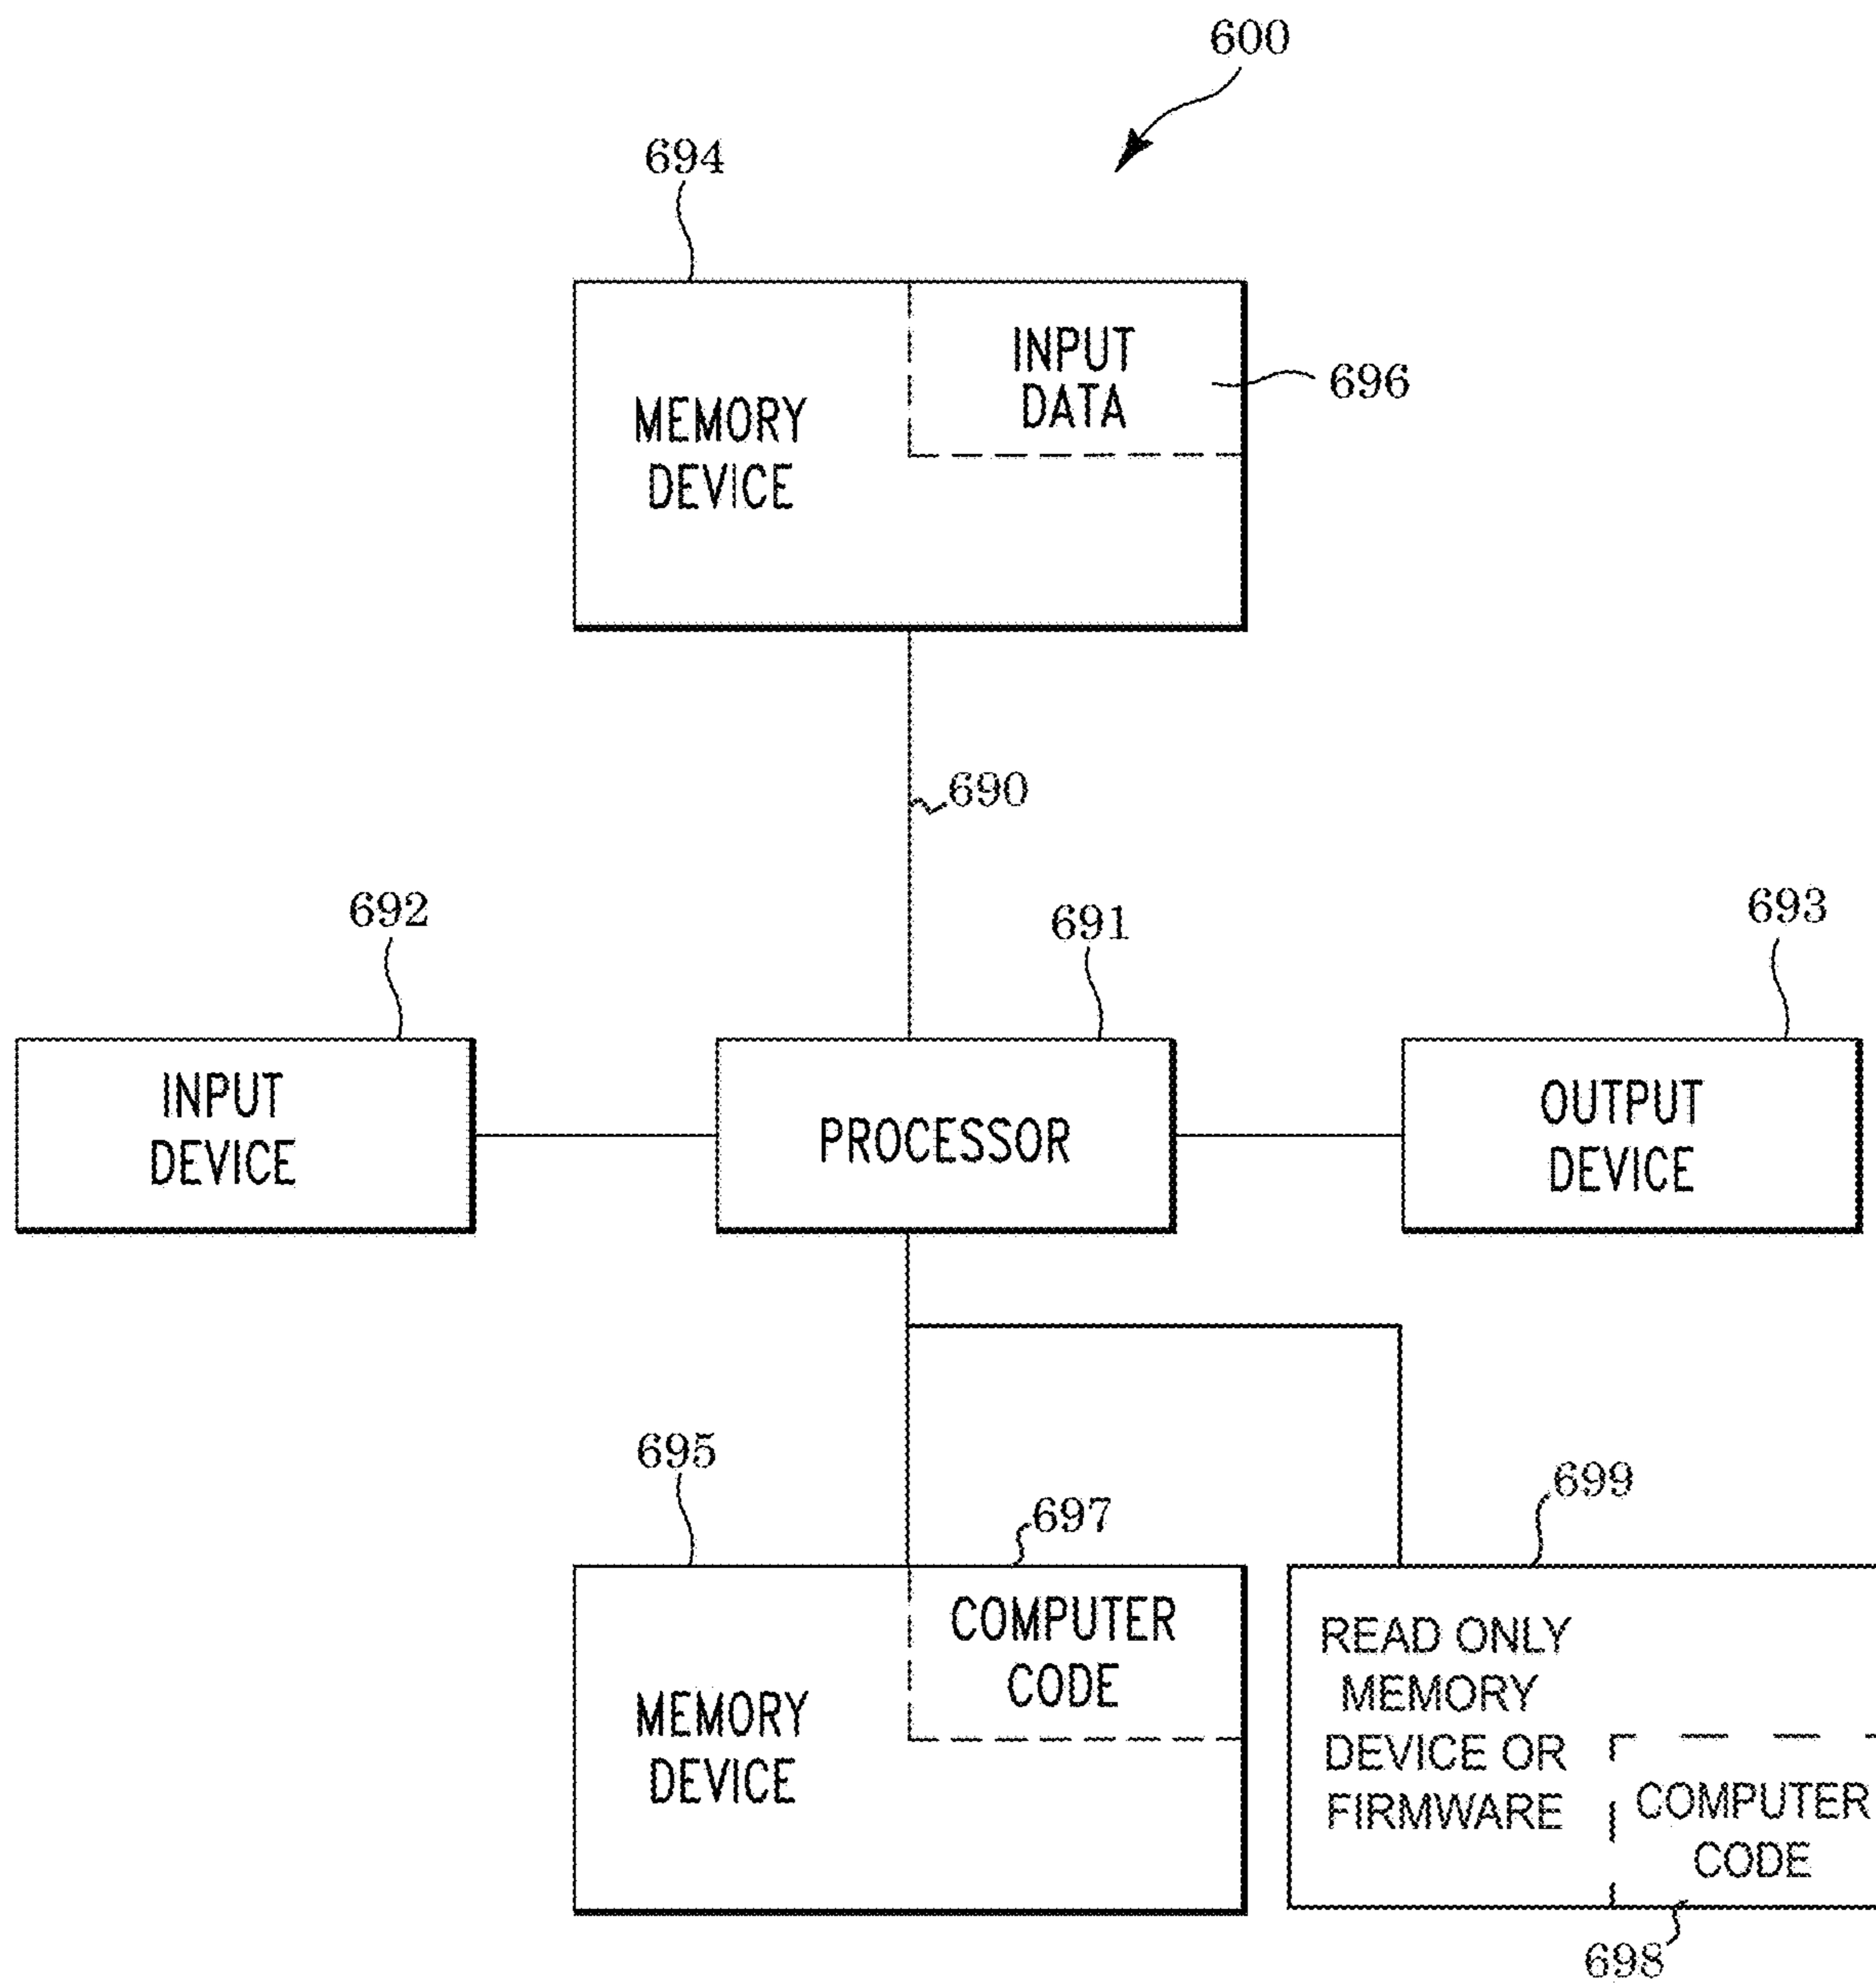 600
694
INPUT
DATA
696
MEMORY
DEVICE
690
692
691
693
INPUT
DEVICE
PROCESSOR
OUTPUT
DEVICE
695
697
699
COMPUTER
CODE
MEMORY
DEVICE
READ ONLY
MEMORY
DEVICE OR
FIRMWARE
COMPUTER
CODE
698